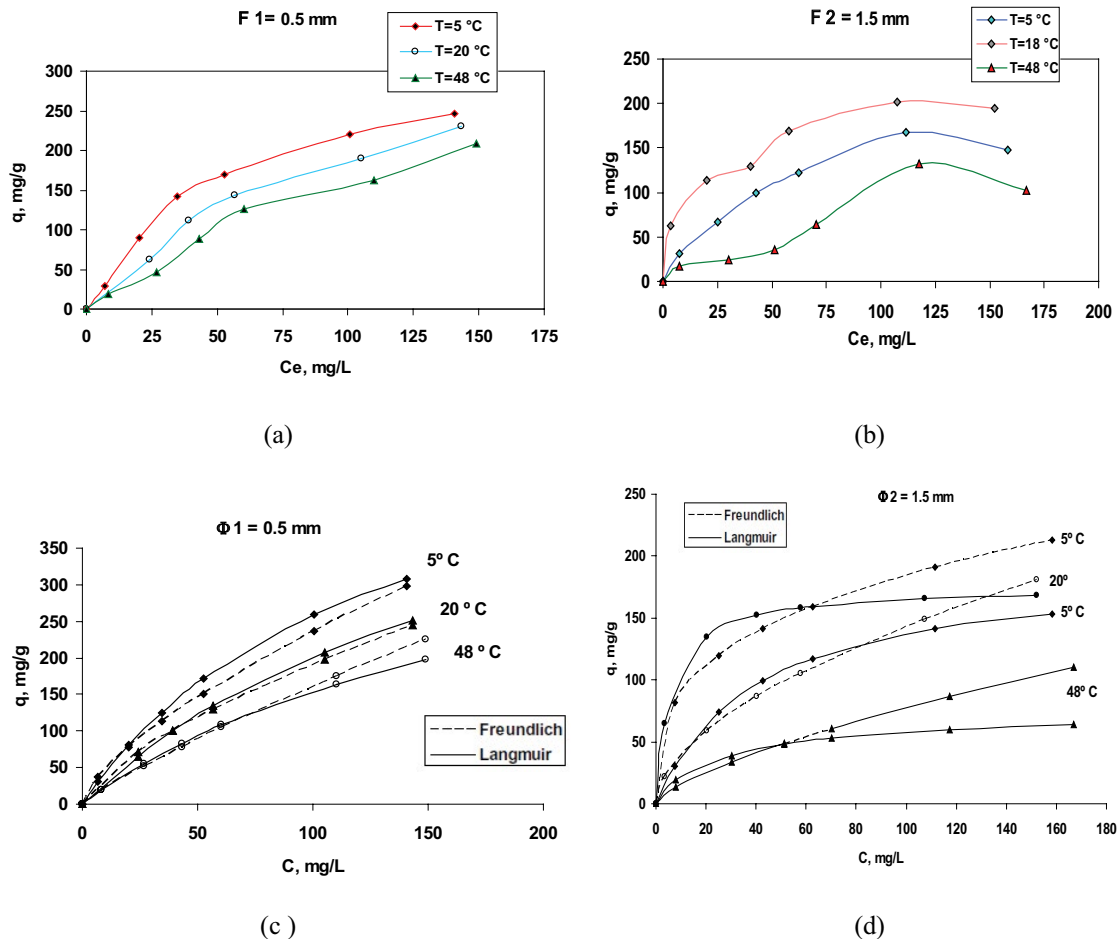 F 1= 0.5 mm
T=5 °C
T=20 °C
T=48 °C
q, mg/g
300
250
200
150
100
50
0
0 25 50 75 100 125 150 175
Ce, mg/L
(a)
F 2 = 1.5 mm
T=5 °C
T=18 °C
T=48 °C
q, mg/g
250
200
150
100
50
0
0 25 50 75 100 125 150 175 200
Ce, mg/L
(b)
Φ 1 = 0.5 mm
q, mg/g
350
300
250
200
150
100
50
0
5º C
20 º C
48 º C
Freundlich
Langmuir
0 50 100 150 200
C, mg/L
(c )
Φ 2 = 1.5 mm
Freundlich
Langmuir
q, mg/g
250
200
150
100
50
0
5º C
20º
5º C
48º C
0 20 40 60 80 100 120 140 160 180
C, mg/L
(d)